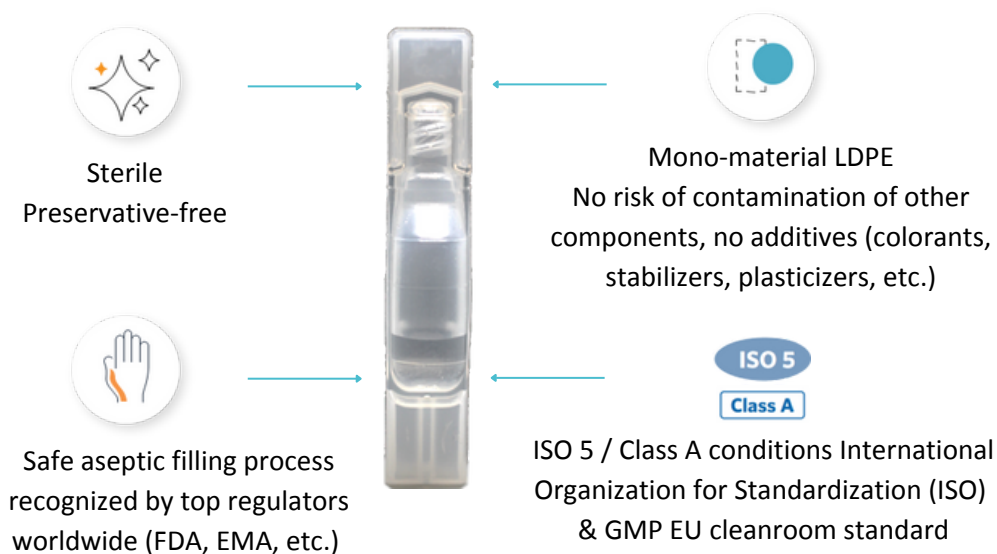 Sterile
Preservative-free
Mono-material LDPE
No risk of contamination of other
components, no additives (colorants,
stabilizers, plasticizers, etc.)
Safe aseptic filling process
recognized by top regulators
worldwide (FDA, EMA, etc.)
ISO 5
Class A
ISO 5 / Class A conditions International
Organization for Standardization (ISO)
& GMP EU cleanroom standard